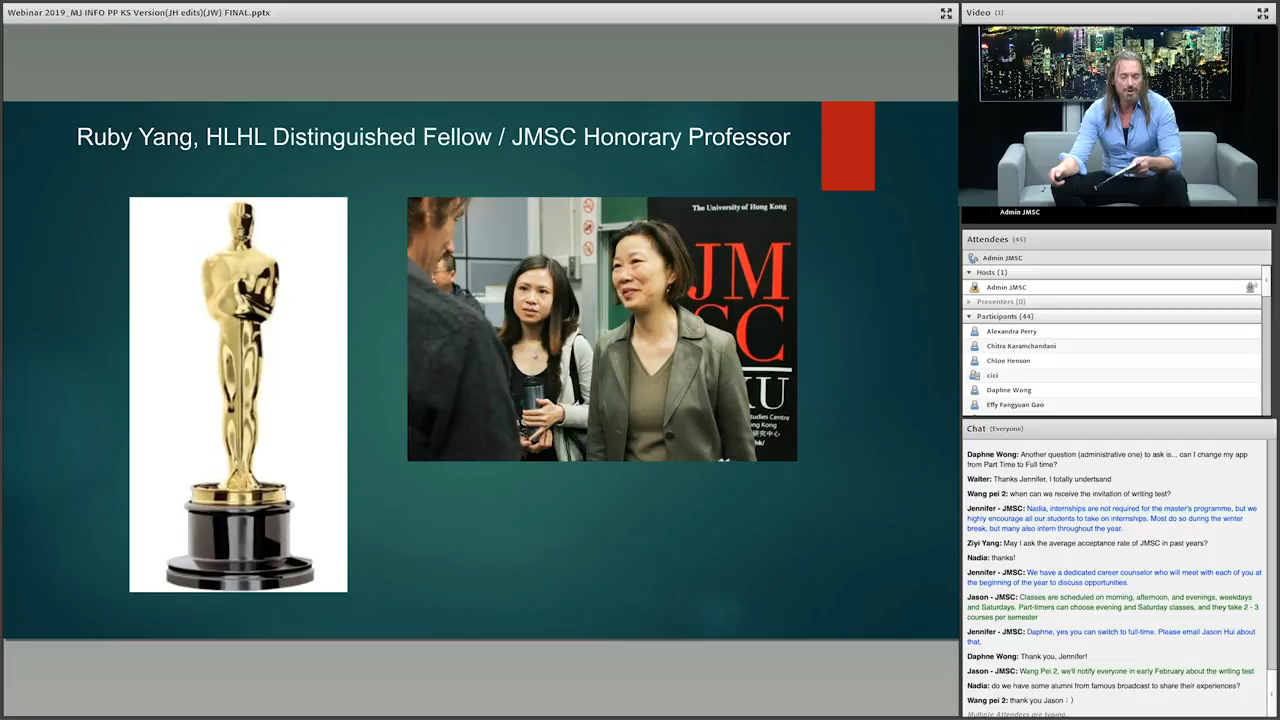 Webinar 2019_MJ INFO PP KS Version(JH edits)(JW) FINAL.pptx
Ruby Yang, HLHL Distinguished Fellow / JMSC Honorary Professor
The University of Hong Kong
JM
SC
KU
tudies Centre
ng Kong
研究中心
hk/
Video (1)
Admin JMSC
Attendees (45)
Admin JMSC
Hosts (1)
Admin JMSC
Presenters (0)
Participants (44)
Alexandra Perry
Chitra Karamchandani
Chloe Henson
cici
Daphne Wong
Effy Fangyuan Gao
Chat (Everyone)
Daphne Wong: Another question (administrative one) to ask is... can I change my app
from Part Time to Full time?
Walter: Thanks Jennifer, I totally undertsand
Wang pei 2: when can we receive the invitation of writing test?
Jennifer - JMSC: Nadia, internships are not required for the master's programme, but we
highly encourage all our students to take on internships. Most do so during the winter
break, but many also intern throughout the year.
Ziyi Yang: May I ask the average acceptance rate of JMSC in past years?
Nadia: thanks!
Jennifer - JMSC: We have a dedicated career counselor who will meet with each of you at
the beginning of the year to discuss opportunities.
Jason - JMSC: Classes are scheduled on morning, afternoon, and evenings, weekdays
and Saturdays. Part-timers can choose evening and Saturday classes, and they take 2 - 3
courses per semester
Jennifer - JMSC: Daphne, yes you can switch to full-time. Please email Jason Hui about
that.
Daphne Wong: Thank you, Jennifer!
Jason - JMSC: Wang Pei 2, we'll notify everyone in early February about the writing test
Nadia: do we have some alumni from famous broadcast to share their experiences?
Wang pei 2: thank you Jason : )
Multiple Attendees are typing...